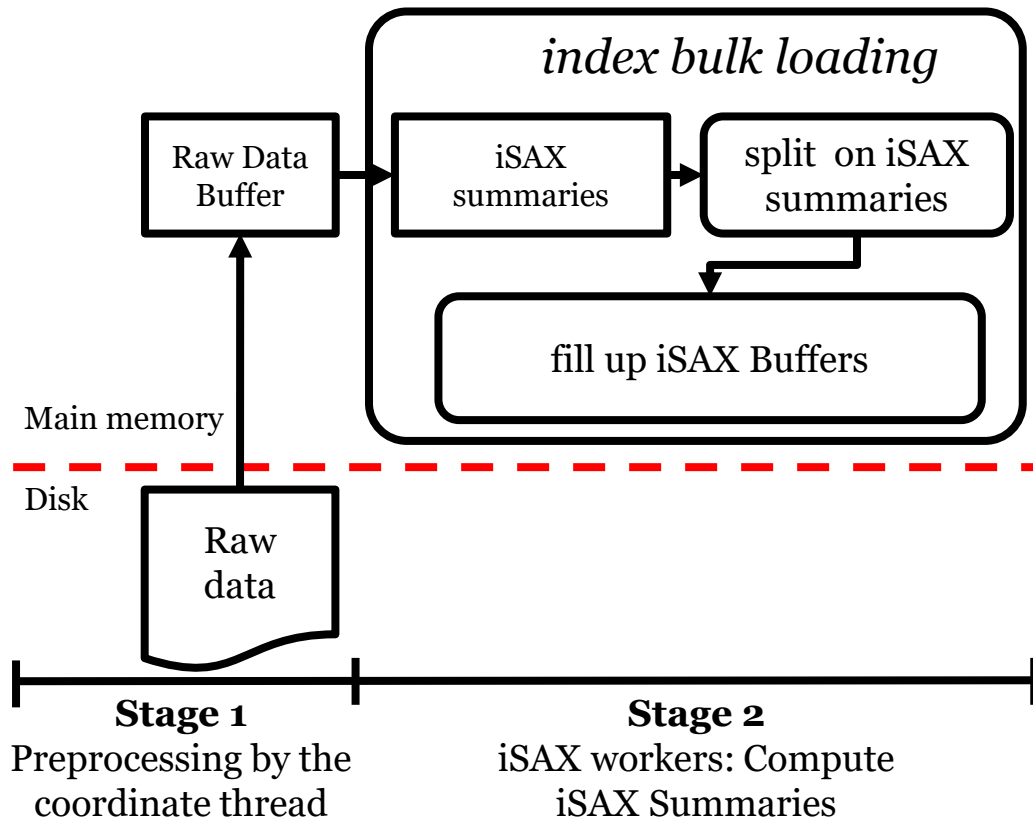 index bulk loading
Raw Data
Buffer
iSAX
summaries
split on iSAX
summaries
fill up iSAX Buffers
Main memory
Disk
Raw
data
Stage 1
Preprocessing by the
coordinate thread
Stage 2
iSAX workers: Compute
iSAX Summaries